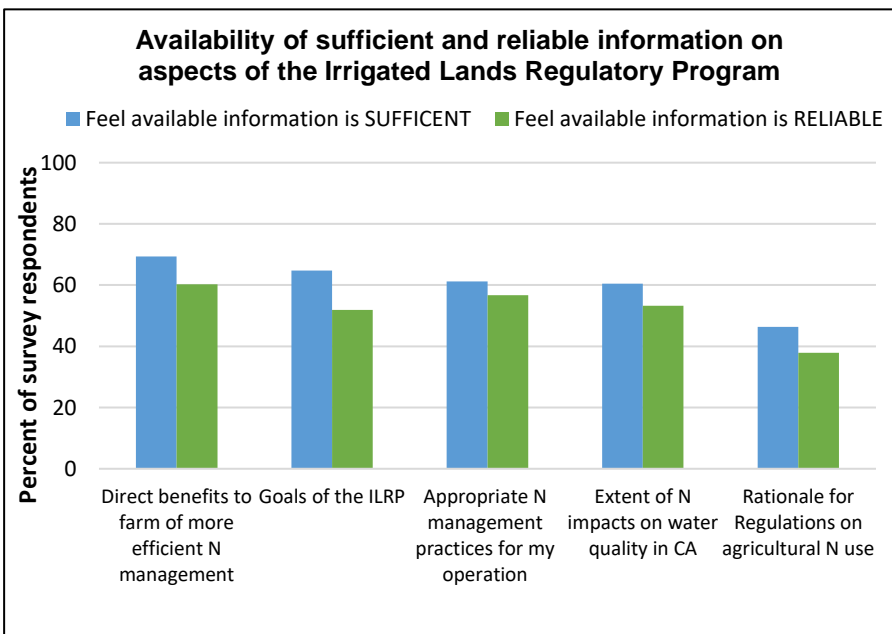 Availability of sufficient and reliable information on
aspects of the Irrigated Lands Regulatory Program
Feel available information is SUFFICENT
Feel available information is RELIABLE
Percent of survey respondents
100
80
60
40
20
0
Direct benefits to
farm of more
efficient N
management
Goals of the ILRP
Appropriate N
management
practices for my
operation
Extent of N
impacts on water
quality in CA
Rationale for
Regulations on
agricultural N use